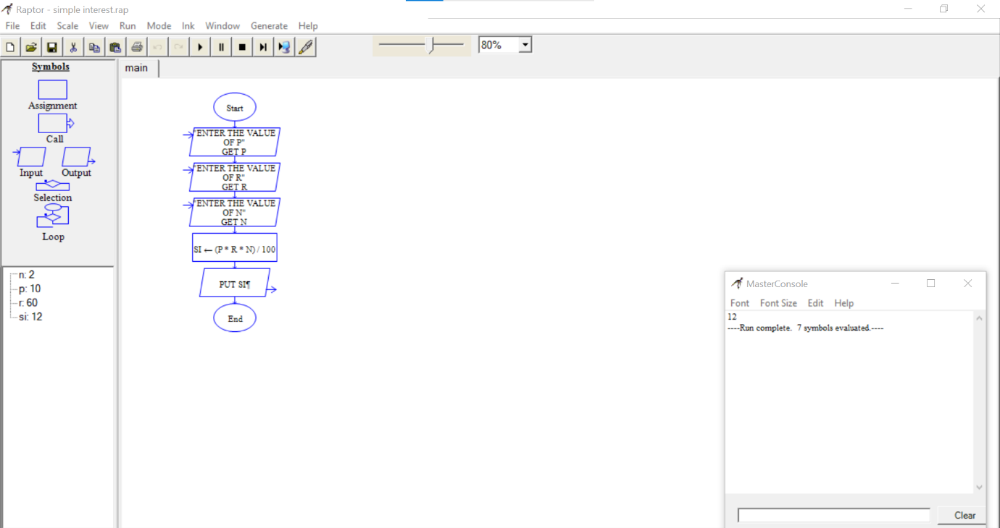 Raptor - simple interest.rap
File Edit Scale View Run Mode Ink Window Generate Help
80%
Symbols
Assignment
Call
Input Output
Selection
Loop
n: 2
p: 10
r: 60
si: 12
main
Start
"ENTER THE VALUE
OF P"
GET P
"ENTER THE VALUE
OF R"
GET R
"ENTER THE VALUE
OF N"
GET N
SI ← (P * R * N) / 100
PUT SI¶
End
MasterConsole
Font Font Size Edit Help
12
----Run complete. 7 symbols evaluated.----
Clear